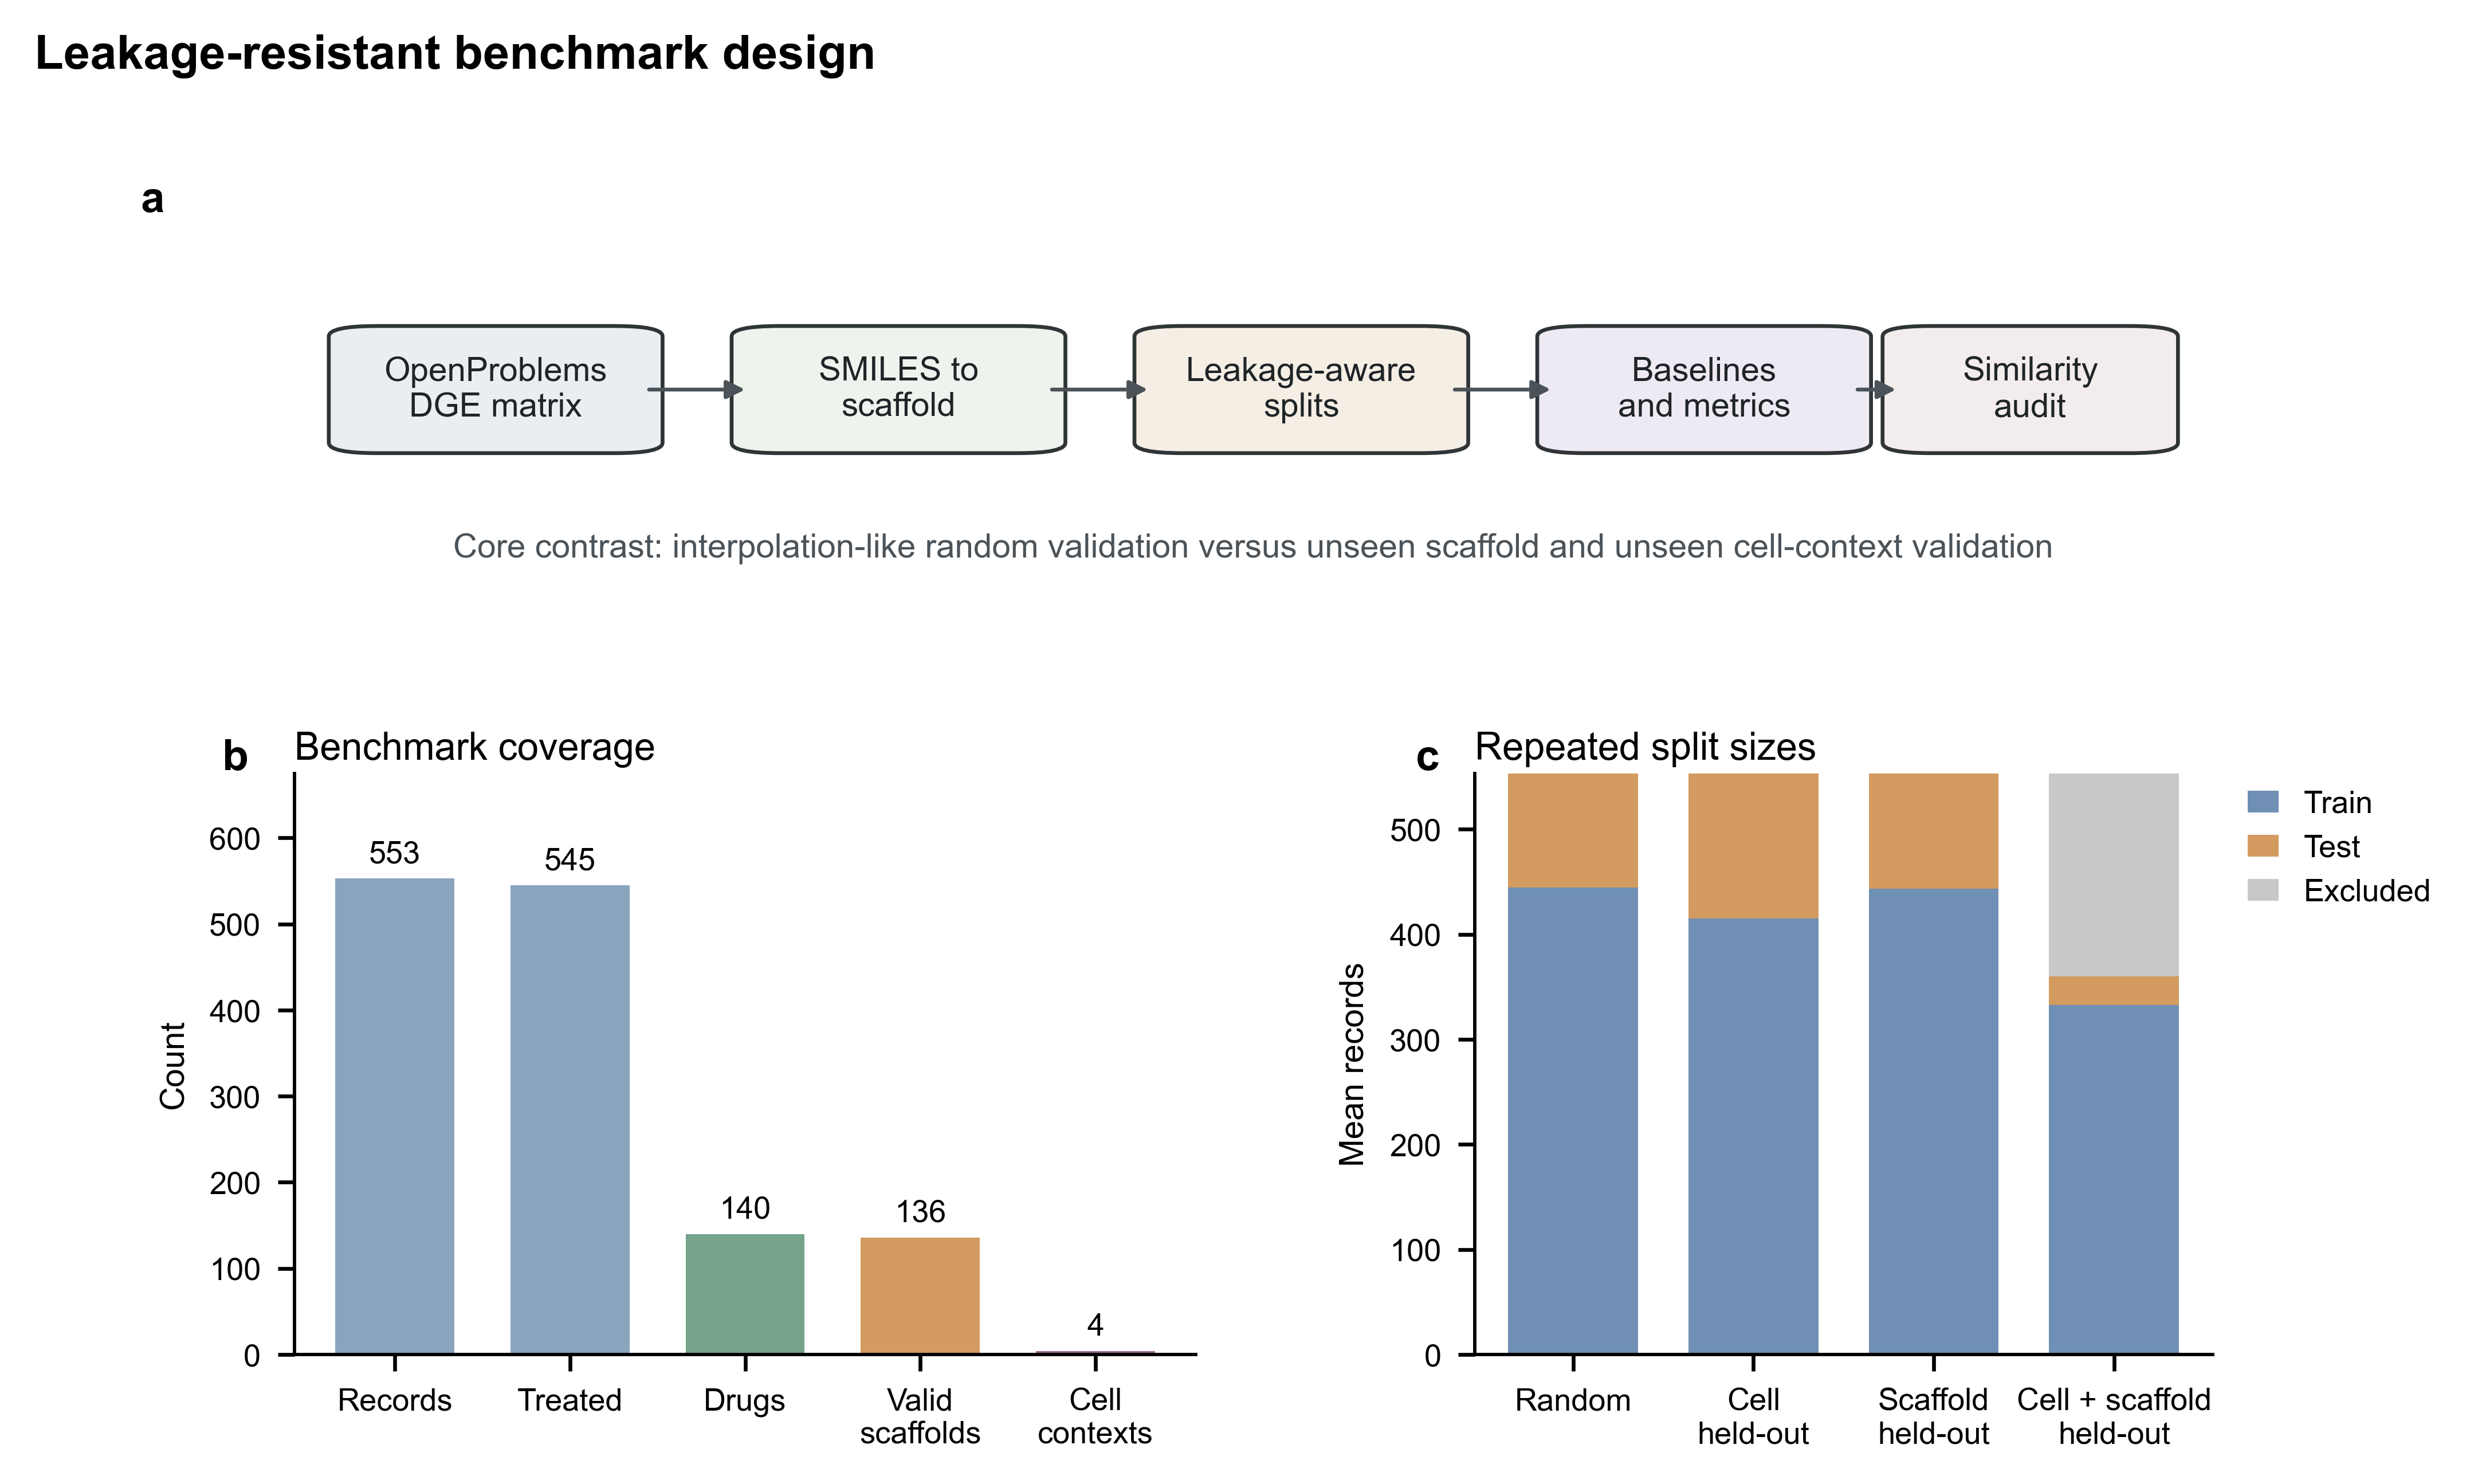 Leakage-resistant benchmark design
a
OpenProblems
DGE matrix
SMILES to
scaffold
Leakage-aware
splits
Baselines
and metrics
Similarity
audit
Core contrast: interpolation-like random validation versus unseen scaffold and unseen cell-context validation
b
Benchmark coverage
Count
600
500
400
300
200
100
0
553
545
140
136
4
Records
Treated
Drugs
Valid
scaffolds
Cell
contexts
c
Repeated split sizes
Mean records
500
400
300
200
100
0
Random
Cell
held-out
Scaffold
held-out
Cell + scaffold
held-out
Train
Test
Excluded